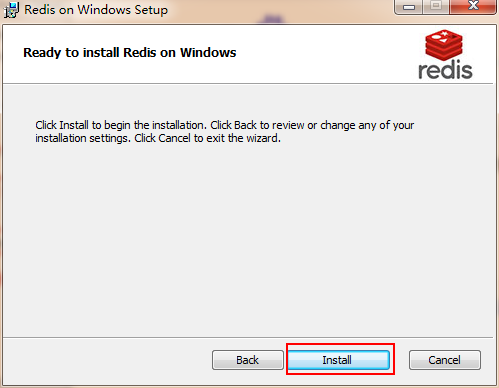 Redis on Windows Setup
Ready to install Redis on Windows
redis
Click Install to begin the installation. Click Back to review or change any of your
installation settings. Click Cancel to exit the wizard.
Back Install Cancel